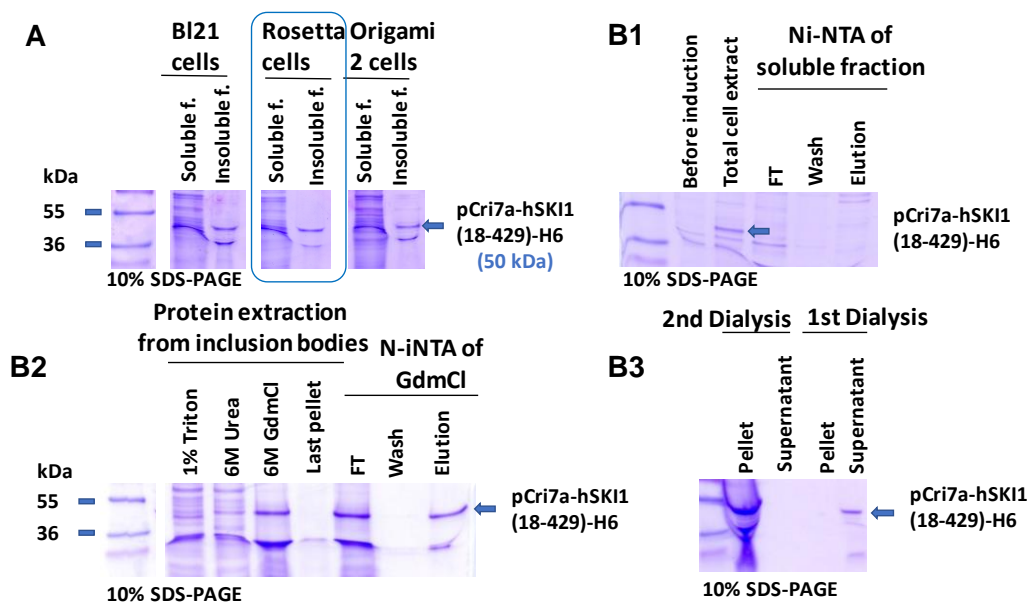 A
Bl21
cells
Rosetta
cells
Origami
2 cells
Soluble f.
Insoluble f.
Soluble f.
Insoluble f.
Soluble f.
Insoluble f.
kDa
55
36
pCri7a-hSKI1
(18-429)-H6
(50 kDa)
10% SDS-PAGE
B1
Ni-NTA of
soluble fraction
Before induction
Total cell extract
FT
Wash
Elution
pCri7a-hSKI1
(18-429)-H6
10% SDS-PAGE
B2
Protein extraction
from inclusion bodies
N-iNTA of
GdmCl
1% Triton
6M Urea
6M GdmCl
Last pellet
FT
Wash
Elution
kDa
55
36
pCri7a-hSKI1
(18-429)-H6
10% SDS-PAGE
B3
2nd Dialysis
1st Dialysis
Pellet
Supernatant
Pellet
Supernatant
pCri7a-hSKI1
(18-429)-H6
10% SDS-PAGE